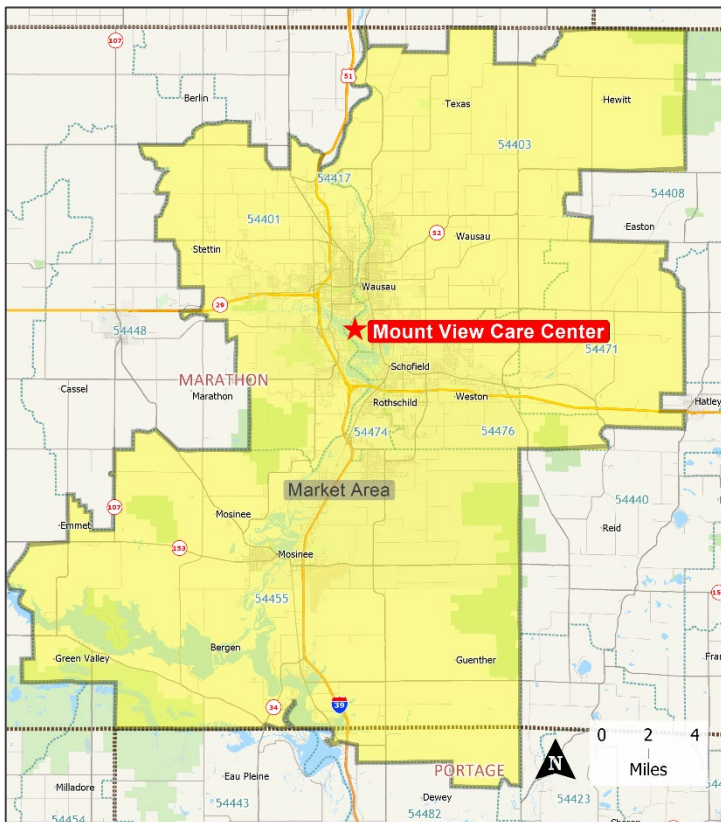 107
51
Berlin
Texas
Hewitt
54403
54417
54408
54401
Easton
52
Wausau
Stettin
Wausau
29
Mount View Care Center
54448
54471
Schofield
MARATHON
Cassel
Marathon
Rothschild
Weston
Hatley
54474
54476
Market Area
54440
Mosinee
107
Emmet
Reid
153
Mosinee
54455
Bergen
Green Valley
Guenther
34
39
0 2 4
Miles
N
PORTAGE
Eau Pleine
Milladore
54443
Dewey
54423
54454
54482